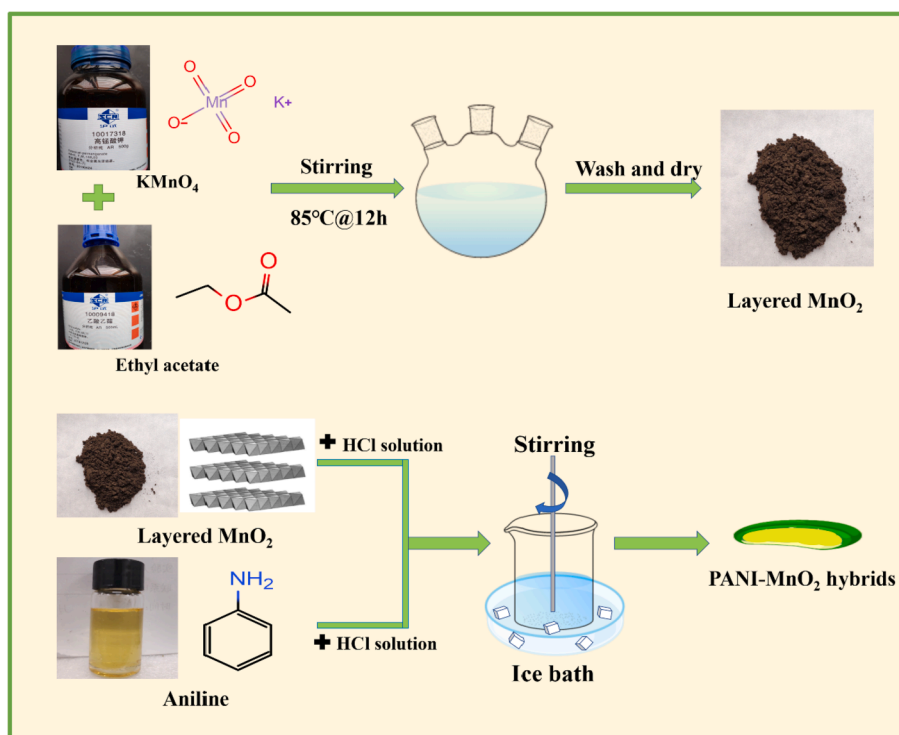 10017318
高锰酸钾
KMnO₄
O
O
Mn
O⁻
O
K+
Stirring
85℃@12h
Wash and dry
Layered MnO₂
10009418
乙酸乙酯
Ethyl acetate
O
O
Layered MnO₂
+ HCl solution
Stirring
PANI-MnO₂ hybrids
NH₂
+ HCl solution
Aniline
Ice bath